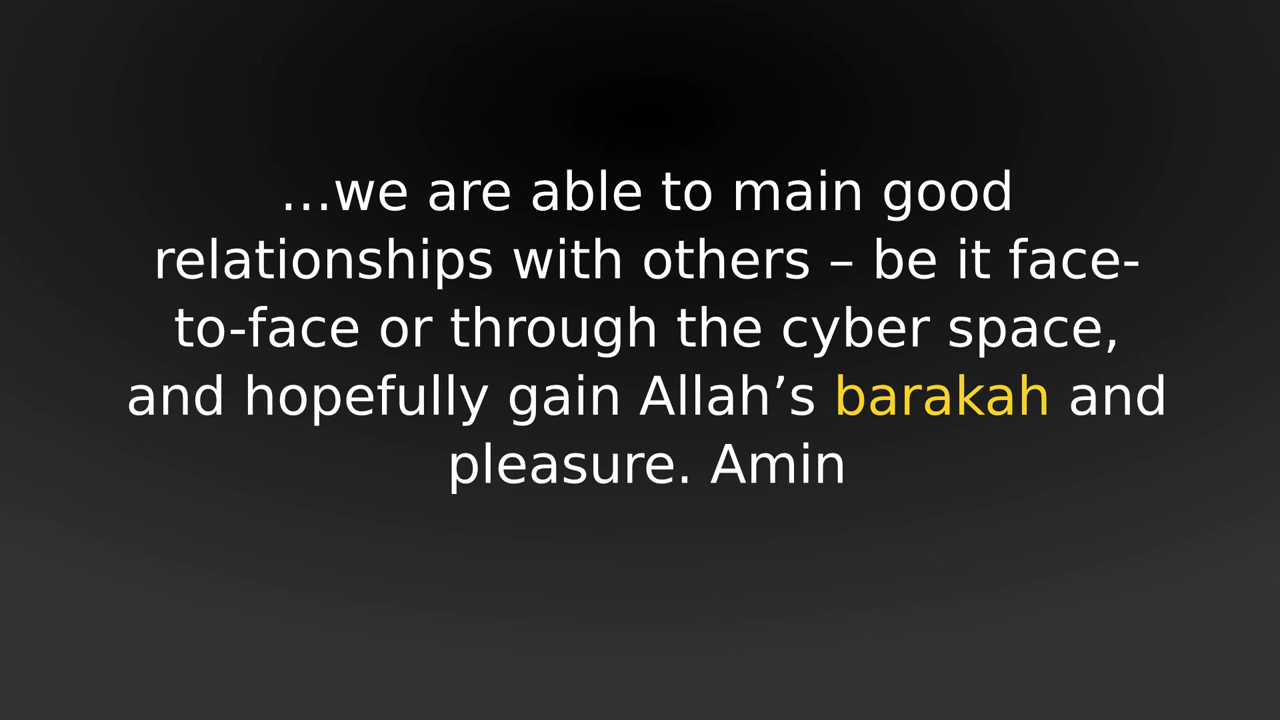 …we are able to main good
relationships with others – be it face-
to-face or through the cyber space,
and hopefully gain Allah’s barakah and
pleasure. Amin